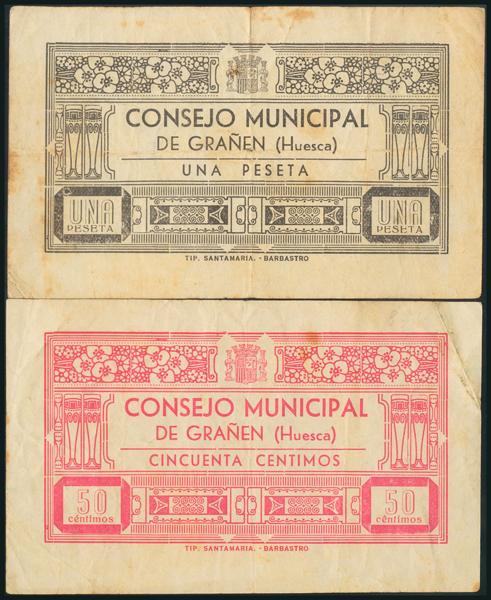 CONSEJO MUNICIPAL
DE GRAÑEN (Huesca)
UNA PESETA
UNA PESETA
UNA PESETA
TIP. SANTAMARIA. - BARBASTRO
CONSEJO MUNICIPAL
DE GRAÑEN (Huesca)
CINCUENTA CENTIMOS
50 céntimos
50 céntimos
TIP. SANTAMARIA. - BARBASTRO